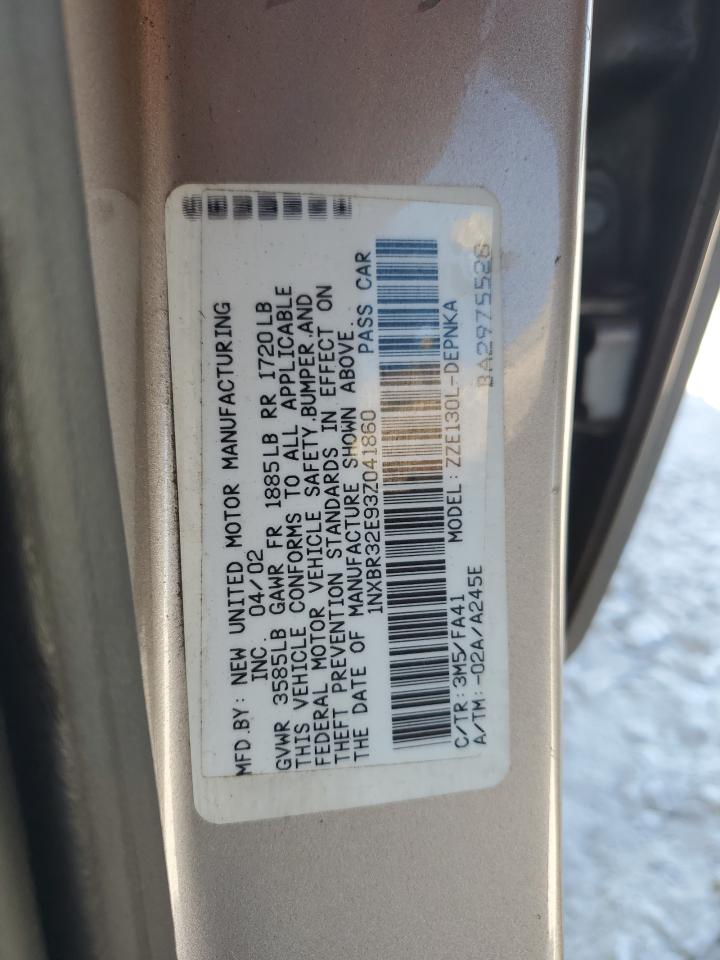 MFD.BY: NEW UNITED MOTOR MANUFACTURING
INC. 04/02
GVWR 3585LB GAWR FR 1885LB RR 1720LB
THIS VEHICLE CONFORMS TO ALL APPLICABLE
FEDERAL MOTOR VEHICLE SAFETY,BUMPER,AND
THEFT PREVENTION STANDARDS IN EFFECT ON
THE DATE OF MANUFACTURE SHOWN ABOVE.
1NXBR32E93Z041860 PASS CAR
C/TR: 3M5/FA41 MODEL: ZZE130L-DEPNKA
A/TM: -02A/A245E BA2975526